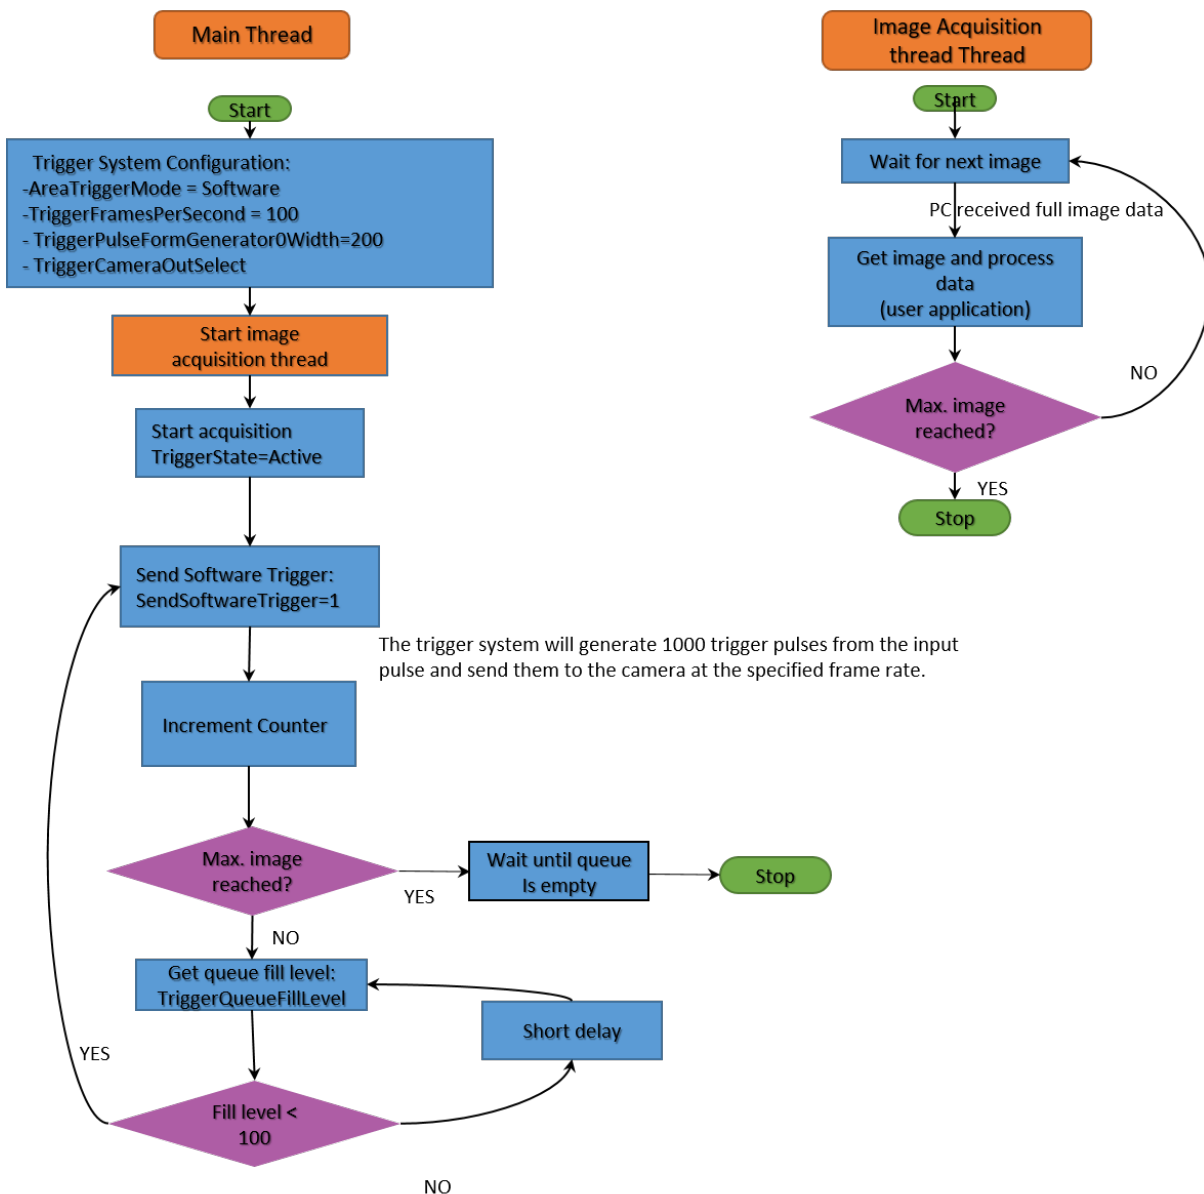 Main Thread
Start
Trigger System Configuration:
-AreaTriggerMode = Software
-TriggerFramesPerSecond = 100
- TriggerPulseFormGenerator0Width=200
- TriggerCameraOutSelect
Start image
acquisition thread
Start acquisition
TriggerState=Active
Send Software Trigger:
SendSoftwareTrigger=1
The trigger system will generate 1000 trigger pulses from the input
pulse and send them to the camera at the specified frame rate.
Increment Counter
Max. image
reached?
YES
Wait until queue
Is empty
Stop
NO
Get queue fill level:
TriggerQueueFillLevel
Short delay
YES
Fill level <
100
NO
Image Acquisition
thread Thread
Start
Wait for next image
PC received full image data
Get image and process
data
(user application)
NO
Max. image
reached?
YES
Stop